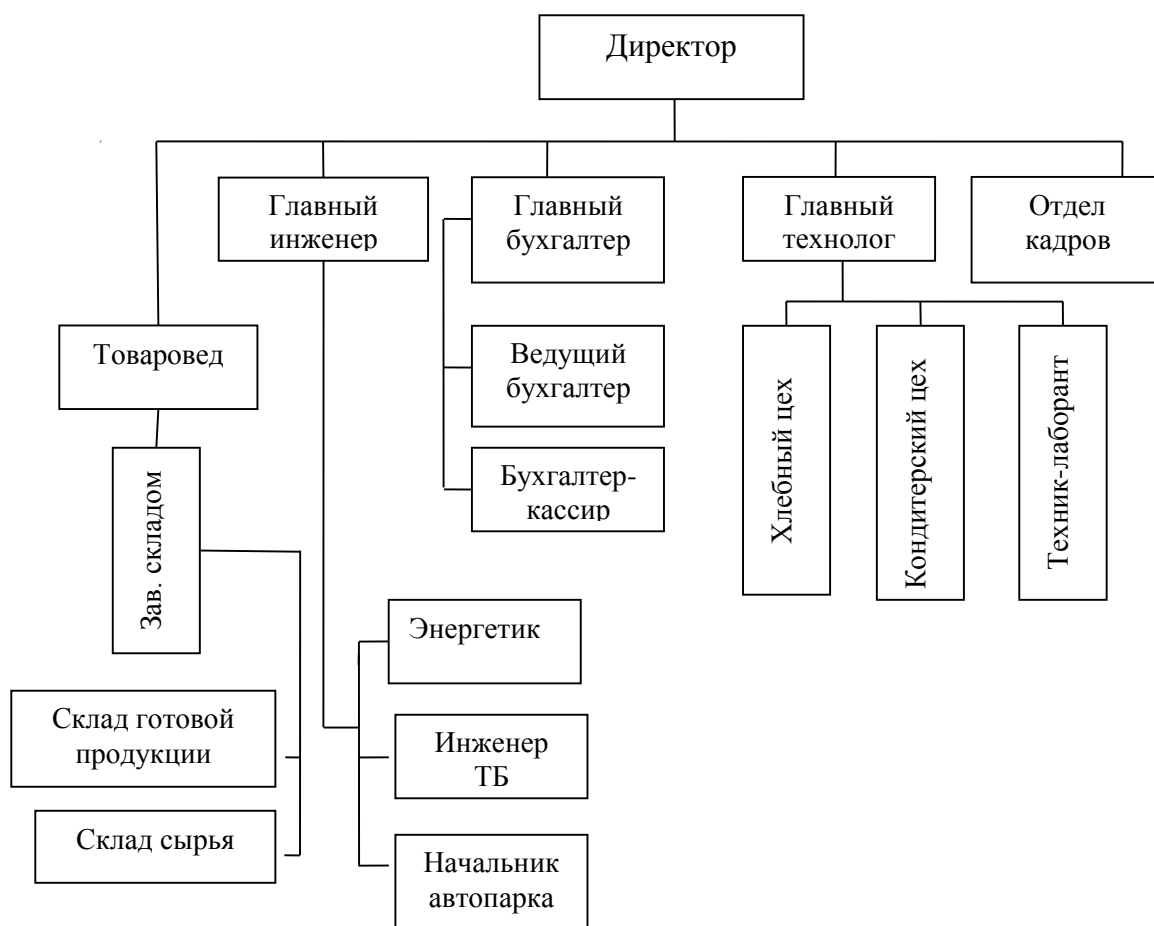 Директор
Главный
инженер
Главный
бухгалтер
Главный
технолог
Отдел
кадров
Товаровед
Ведущий
бухгалтер
Зав. складом
Бухгалтер-
кассир
Хлебный цех
Кондитерский цех
Техник-лаборант
Энергетик
Склад готовой
продукции
Инженер
ТБ
Склад сырья
Начальник
автопарка